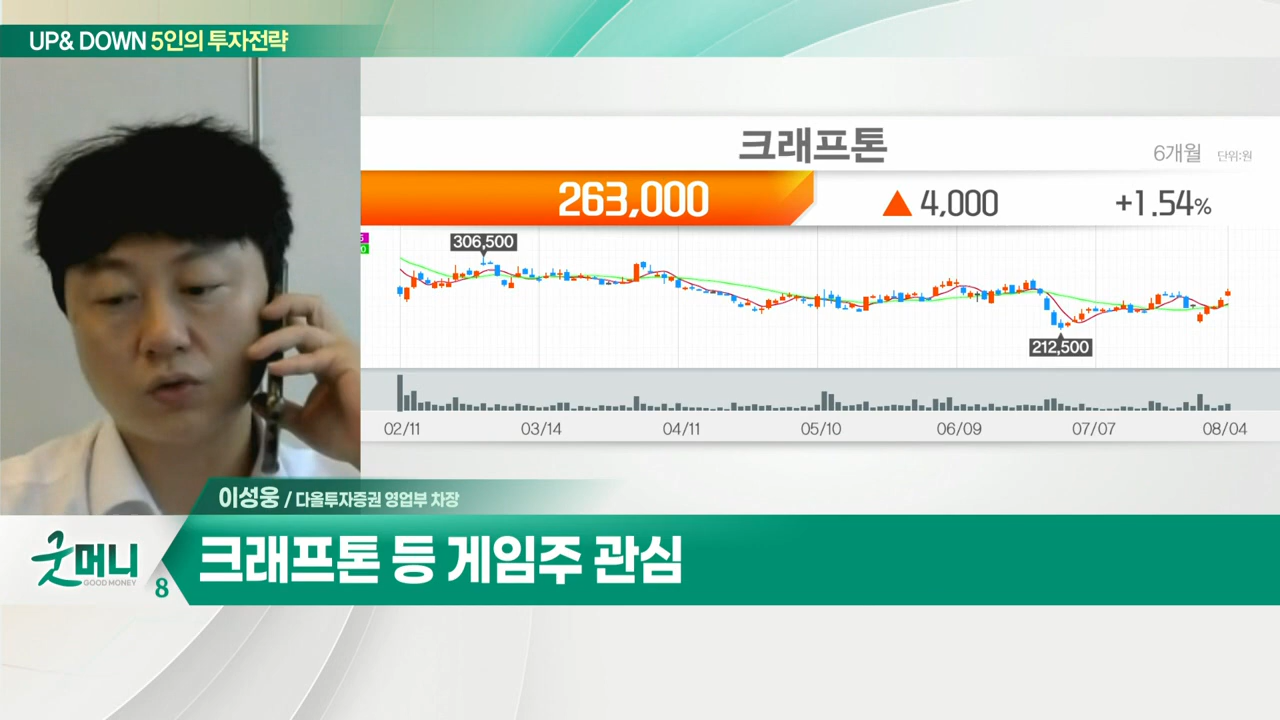 UP& DOWN 5인의 투자전략
크래프톤
6개월 단위:원
263,000
▲ 4,000
+1.54%
306,500
212,500
02/11 03/14 04/11 05/10 06/09 07/07 08/04
이성웅 / 다올투자증권 영업부 차장
굿머니
GOOD MONEY
8
크래프톤 등 게임주 관심